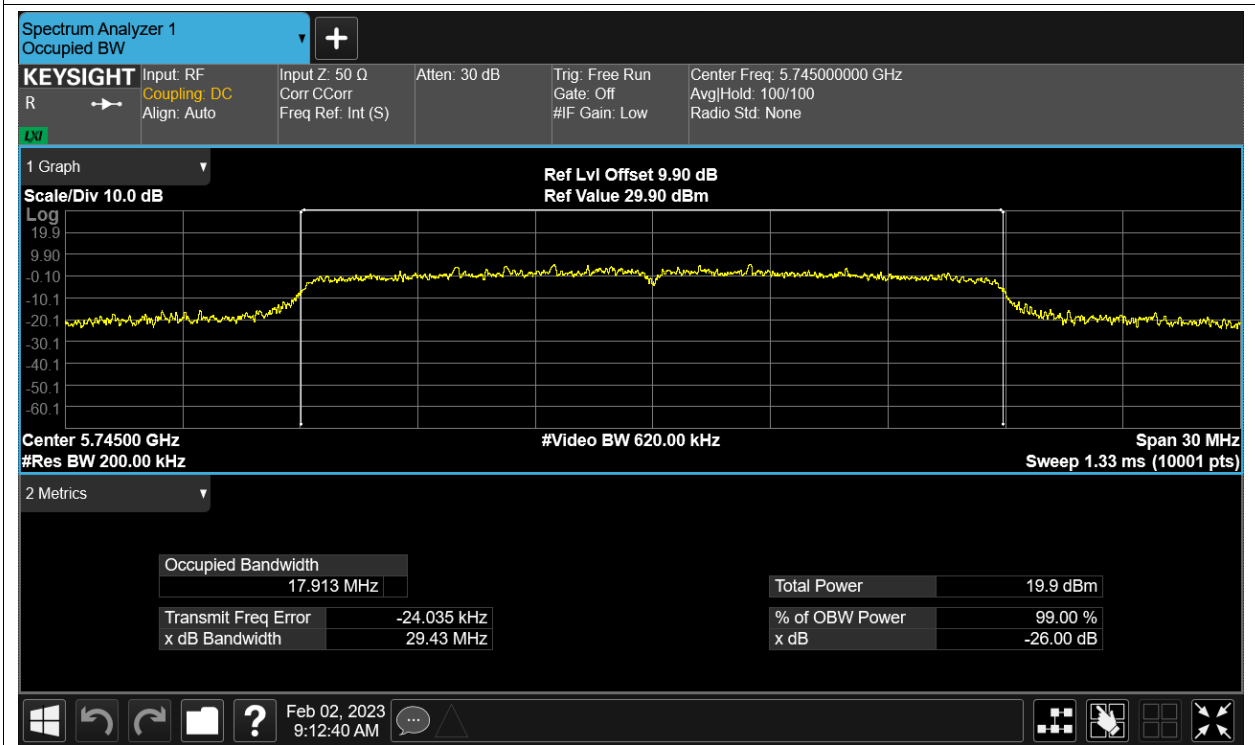 Spectrum Analyzer 1
Occupied BW
+
KEYSIGHT
R
LXI
Input: RF
Coupling: DC
Align: Auto
Input Z: 50 Ω
Corr CCorr
Freq Ref: Int (S)
Atten: 30 dB
Trig: Free Run
Gate: Off
#IF Gain: Low
Center Freq: 5.745000000 GHz
Avg|Hold: 100/100
Radio Std: None
1 Graph
Scale/Div 10.0 dB
Ref Lvl Offset 9.90 dB
Ref Value 29.90 dBm
Log
19.9
9.90
-0.10
-10.1
-20.1
-30.1
-40.1
-50.1
-60.1
Center 5.74500 GHz
#Video BW 620.00 kHz
Span 30 MHz
#Res BW 200.00 kHz
Sweep 1.33 ms (10001 pts)
2 Metrics
Occupied Bandwidth
17.913 MHz
Transmit Freq Error -24.035 kHz
x dB Bandwidth 29.43 MHz
Total Power 19.9 dBm
% of OBW Power 99.00 %
x dB -26.00 dB
?
Feb 02, 2023
9:12:40 AM